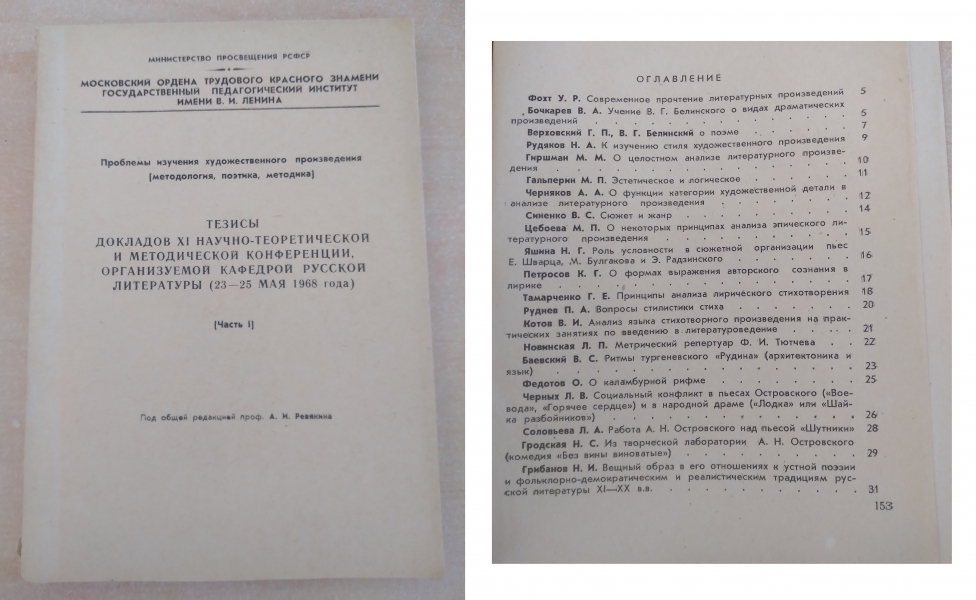 МИНИСТЕРСТВО ПРОСВЕЩЕНИЯ РСФСР
МОСКОВСКИЙ ОРДЕНА ТРУДОВОГО КРАСНОГО ЗНАМЕНИ
ГОСУДАРСТВЕННЫЙ ПЕДАГОГИЧЕСКИЙ ИНСТИТУТ
ИМЕНИ В. И. ЛЕНИНА
Проблемы изучения художественного произведения
(методология, поэтика, методика)
ТЕЗИСЫ
ДОКЛАДОВ XI НАУЧНО-ТЕОРЕТИЧЕСКОЙ
И МЕТОДИЧЕСКОЙ КОНФЕРЕНЦИИ,
ОРГАНИЗУЕМОЙ КАФЕДРОЙ РУССКОЙ
ЛИТЕРАТУРЫ (23—25 МАЯ 1968 года)
(Часть I)
Под общей редакцией проф. А. И. Ревякина
ОГЛАВЛЕНИЕ
Фохт У. Р. Современное прочтение литературных произведений 5
Бочкарев В. А. Учение В. Г. Белинского о видах драматических
произведений . . . . . . . . . . 5
Верховский Г. П., В. Г. Белинский о поэме . . . . . 7
Рудяков Н. А. К изучению стиля художественного произведения 9
Гиршман М. М. О целостном анализе литературного произве-
дения . . . . . . . . . . . 10
Гальперин М. П. Эстетическое и логическое . . . . . 11
Черняков А. А. О функции категории художественной детали в
анализе литературного произведения . . . . . . 12
Синенко В. С. Сюжет и жанр . . . . . . . 14
Цебоева М. П. О некоторых принципах анализа эпического ли-
тературного произведения . . . . . . . . 15
Яшина Н. Г. Роль условности в сюжетной организации пьес
Е. Шварца, М. Булгакова и Э. Радзинского . . . . . 16
Петросов К. Г. О формах выражения авторского сознания в
лирике . . . . . . . . . . . 17
Тамарченко Г. Е. Принципы анализа лирического стихотворения 18
Руднев П. А. Вопросы стилистики стиха . . . . . 20
Котов В. И. Анализ языка стихотворного произведения на прак-
тических занятиях по введению в литературоведение . . . . 21
Новинская Л. П. Метрический репертуар Ф. И. Тютчева . . 22
Баевский В. С. Ритмы тургеневского «Рудина» (архитектоника и
язык) . . . . . . . . . . . 23
Федотов О. О каламбурной рифме . . . . . . 25
Черных Л. В. Социальный конфликт в пьесах Островского («Вое-
вода», «Горячее сердце») и в народной драме («Лодка» или «Шай-
ка разбойников») . . . . . . . . . 26
Соловьева Л. А. Работа А. Н. Островского над пьесой «Шутники» 28
Гродская Н. С. Из творческой лаборатории А. Н. Островского
(комедия «Без вины виноватые») . . . . . . . 29
Грибанов Н. И. Вещный образ в его отношениях к устной поэзии
и фольклорно-демократическим и реалистическим традициям рус-
ской литературы XI—XX в.в. . . . . . . . . 31
153